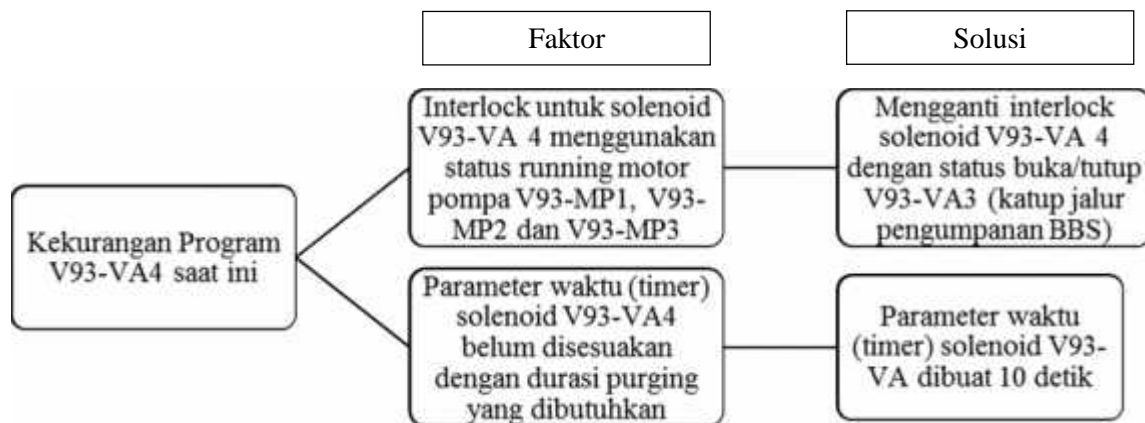 Faktor
Solusi
Kekurangan Program
V93-VA4 saat ini
Interlock untuk solenoid
V93-VA 4 menggunakan
status running motor
pompa V93-MP1, V93-
MP2 dan V93-MP3
Mengganti interlock
solenoid V93-VA 4
dengan status buka/tutup
V93-VA3 (katup jalur
pengumpanan BBS)
Parameter waktu (timer)
solenoid V93-VA4
belum disesuakan
dengan durasi purging
yang dibutuhkan
Parameter waktu
(timer) solenoid V93-
VA dibuat 10 detik